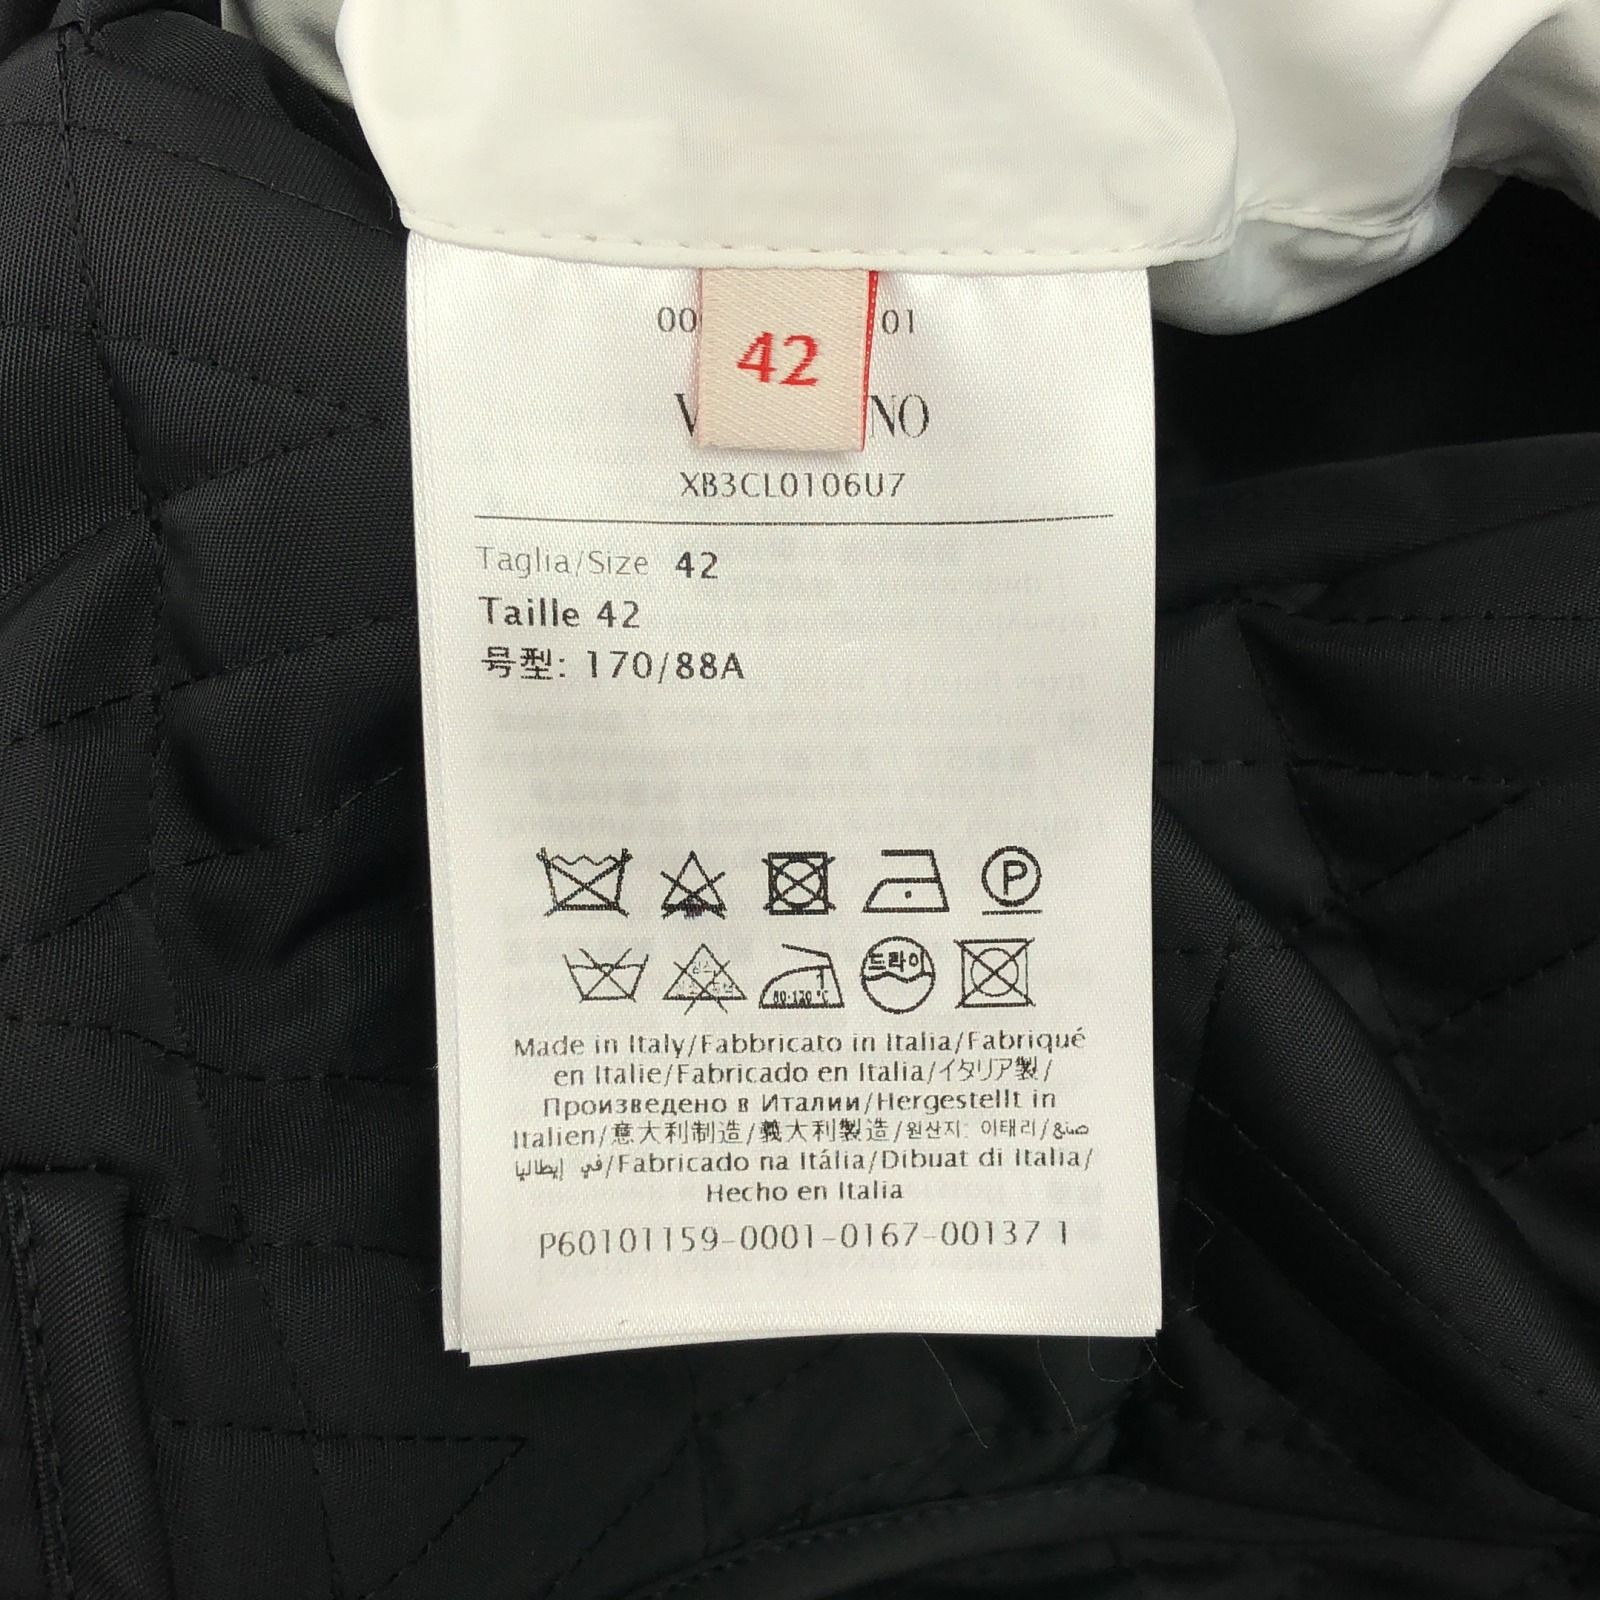 00 01
42
V NO
XB3CL0106U7
Taglia/Size 42
Taille 42
号型: 170/88A
P
드라이
80-120°C
Made in Italy/Fabbricato in Italia/Fabriqué
en Italie/Fabricado en Italia/イタリア製/
Произведено в Италии/Hergestellt in
Italien/意大利制造/義大利製造/원산지: 이태리/صنع
في إيطاليا/Fabricado na Itália/Dibuat di Italia/
Hecho en Italia
P60101159-0001-0167-00137 1